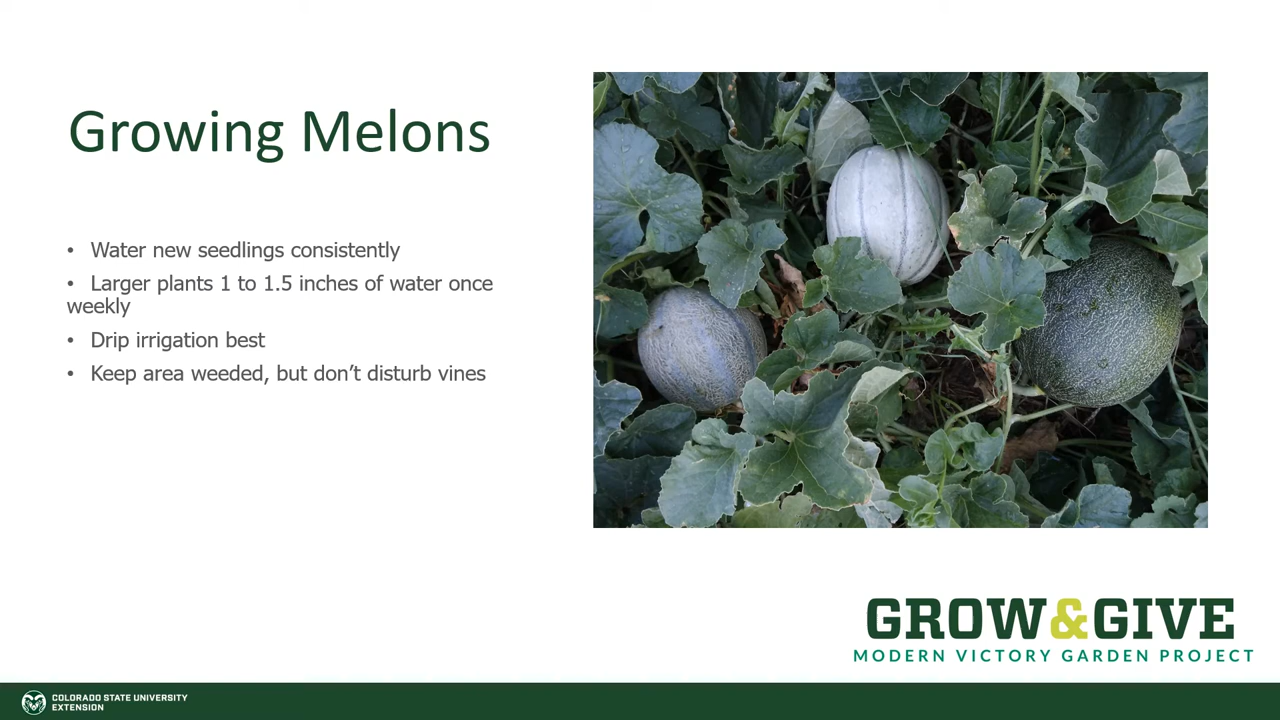 Growing Melons
• Water new seedlings consistently
• Larger plants 1 to 1.5 inches of water once
weekly
• Drip irrigation best
• Keep area weeded, but don’t disturb vines
GROW&GIVE
MODERN VICTORY GARDEN PROJECT
COLORADO STATE UNIVERSITY
EXTENSION